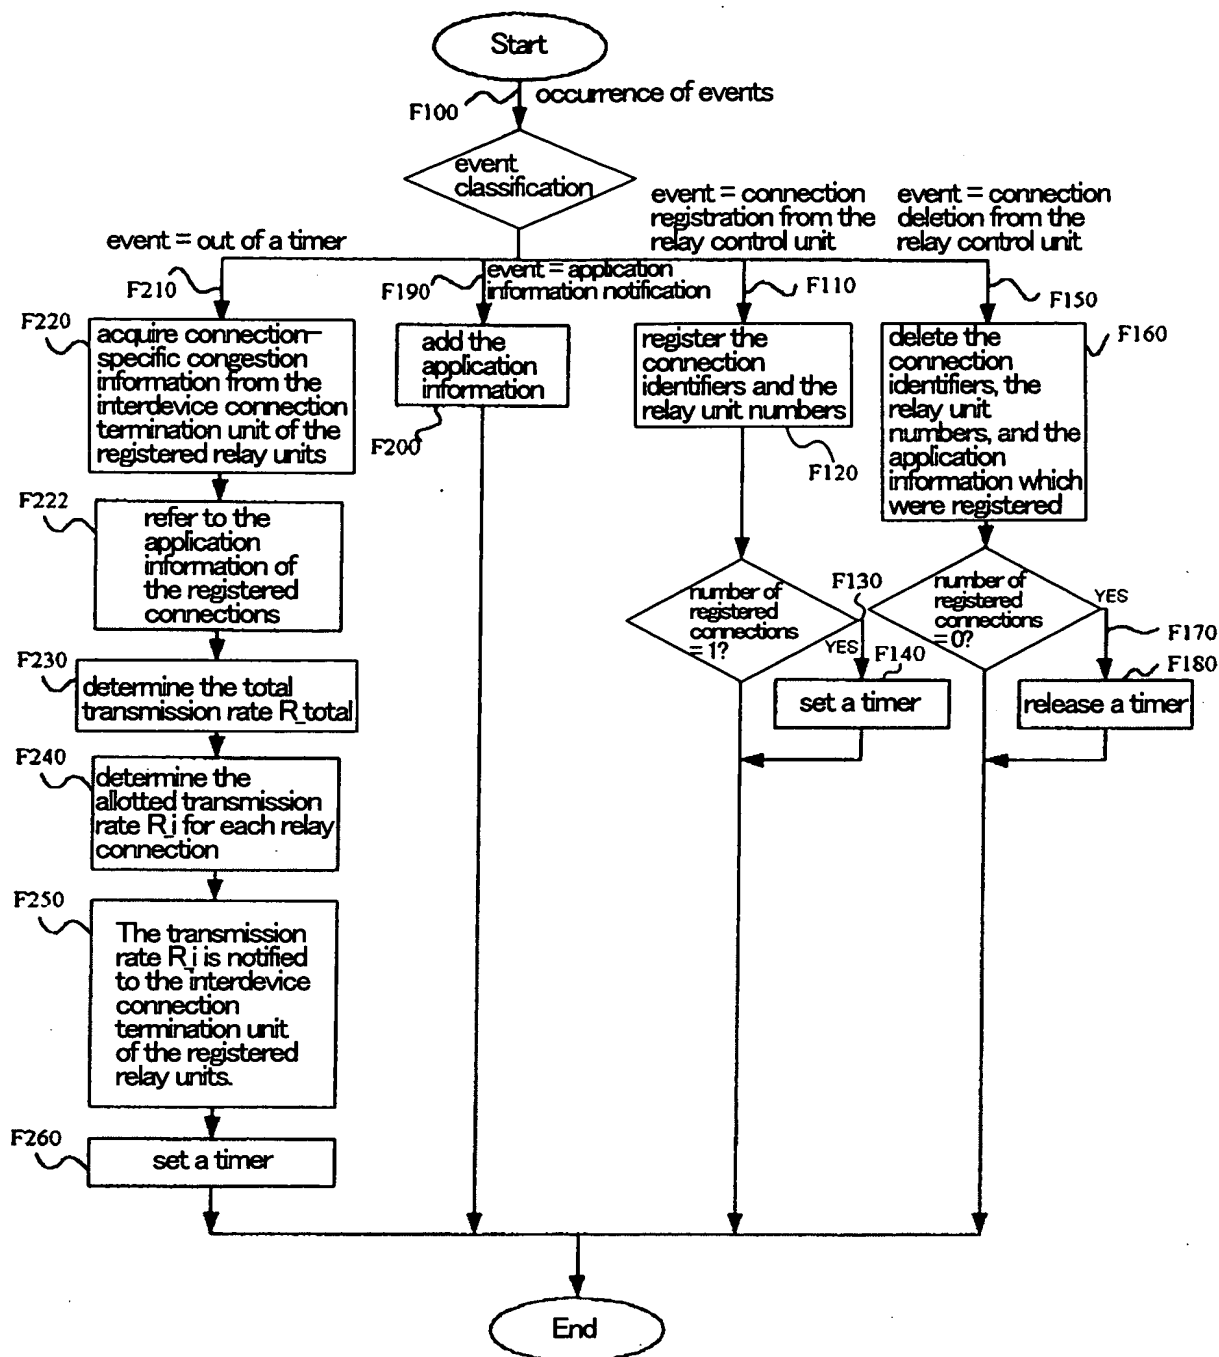 Start
F100
occurrence of events
event
classification
event = out of a timer
F210
F190
event = application
information notification
event = connection
registration from the
relay control unit
F110
event = connection
deletion from the
relay control unit
F150
F220
acquire connection-
specific congestion
information from the
interdevice connection
termination unit of the
registered relay units
add the
application
information
F200
register the
connection
identifiers and the
relay unit numbers
F120
delete the
connection
identifiers, the
relay unit
numbers, and the
application
information which
were registered
F160
F222
refer to the
application
information of
the registered
connections
number of
registered
connections
= 1?
F130
YES
F140
set a timer
number of
registered
connections
= 0?
YES
F170
F180
release a timer
F230
determine the total
transmission rate R_total
F240
determine the
allotted transmission
rate R_i for each relay
connection
F250
The transmission
rate R_i is notified
to the interdevice
connection
termination unit
of the registered
relay units.
F260
set a timer
End